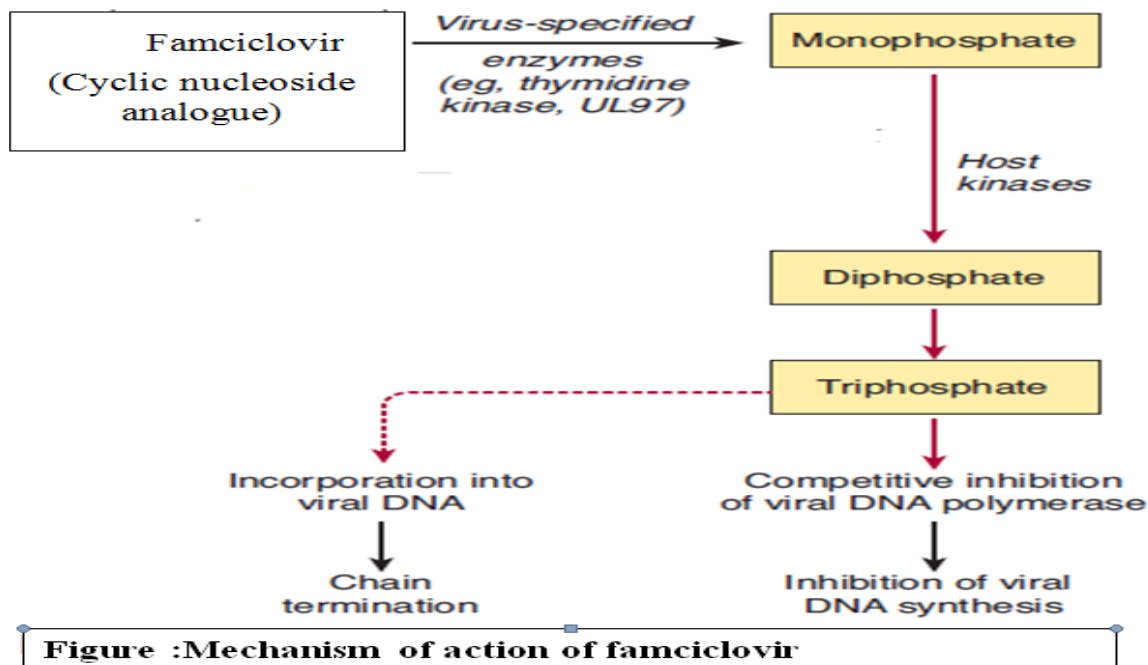 Famciclovir
(Cyclic nucleoside
analogue)
Virus-specified
enzymes
(eg, thymidine
kinase, UL97)
Monophosphate
Host
kinases
Diphosphate
Triphosphate
Incorporation into
viral DNA
Chain
termination
Competitive inhibition
of viral DNA polymerase
Inhibition of viral
DNA synthesis
Figure :Mechanism of action of famciclovir